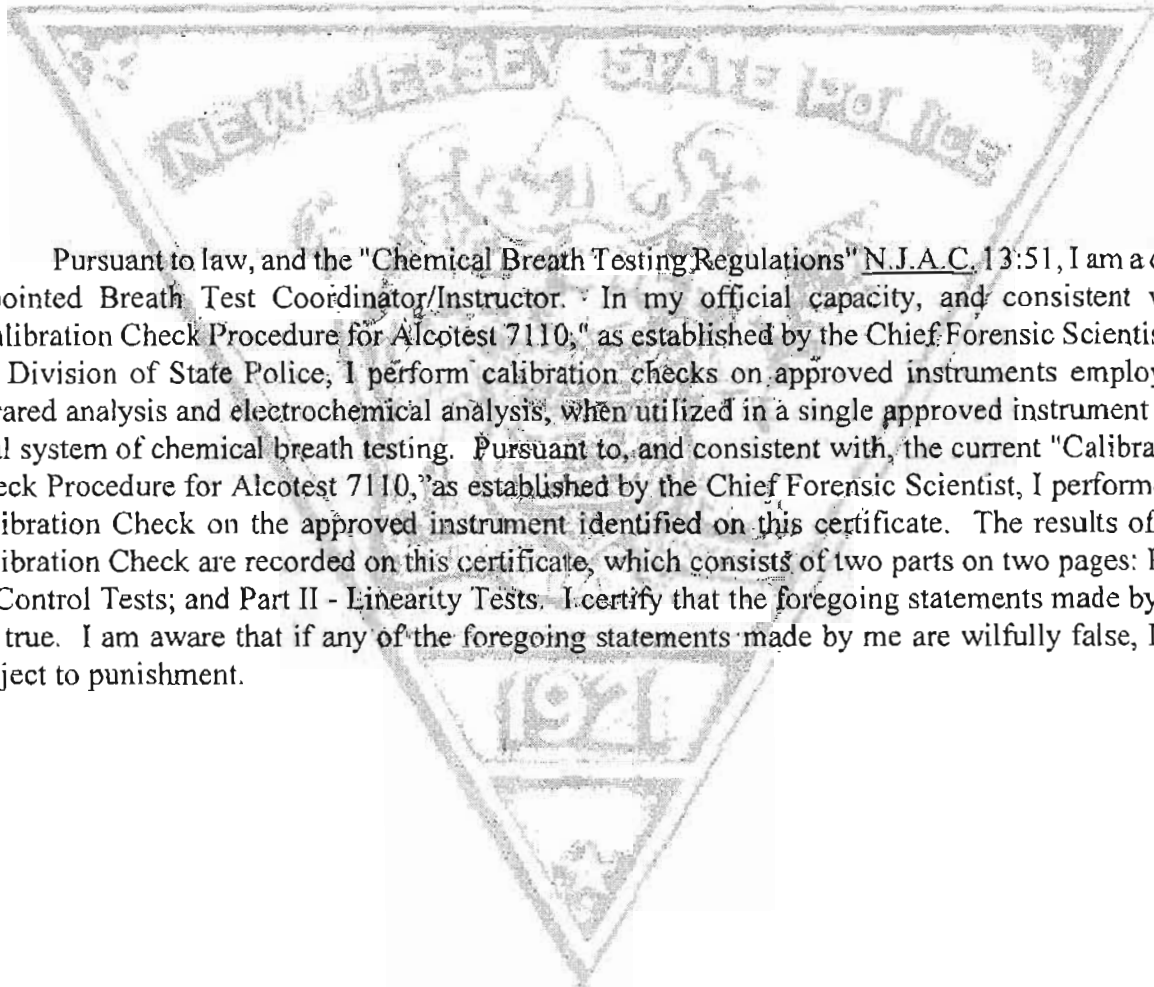 NEW JERSEY STATE POLICE
Pursuant to law, and the "Chemical Breath Testing Regulations" N.J.A.C. 13:51, I am a
pointed Breath Test Coordinator/Instructor. In my official capacity, and consistent
libration Check Procedure for Alcotest 7110," as established by the Chief Forensic Scientis
Division of State Police, I perform calibration checks on approved instruments employ
rared analysis and electrochemical analysis, when utilized in a single approved instrument
l system of chemical breath testing. Pursuant to, and consistent with, the current "Calibra
eck Procedure for Alcotest 7110," as established by the Chief Forensic Scientist, I perform
ibration Check on the approved instrument identified on this certificate. The results of
ibration Check are recorded on this certificate, which consists of two parts on two pages:
Control Tests; and Part II - Linearity Tests. I certify that the foregoing statements made by
true. I am aware that if any of the foregoing statements made by me are wilfully false, I
ject to punishment.
1921